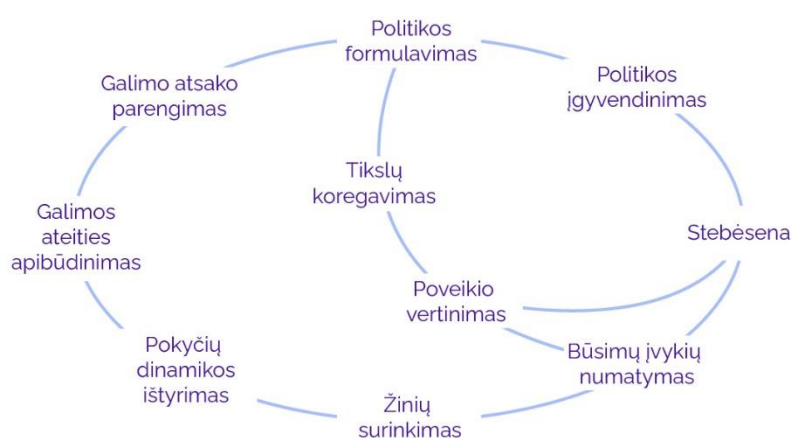 Politikos
formulavimas
Politikos
įgyvendinimas
Galimo atsako
parengimas
Tikslų
koregavimas
Galimos
ateities
apibūdinimas
Stebėsena
Poveikio
vertinimas
Pokyčių
dinamikos
ištyrimas
Būsimų įvykių
numatymas
Žinių
surinkimas